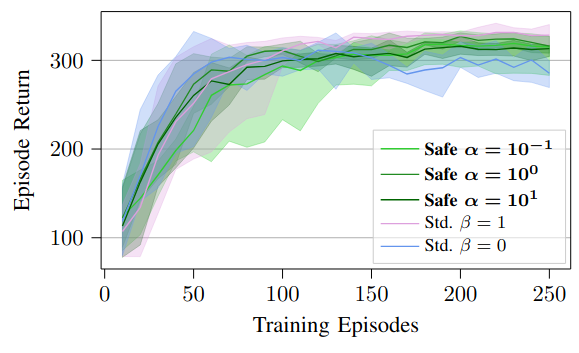 Episode Return
300
200
100
Safe α = 10⁻¹
Safe α = 10⁰
Safe α = 10¹
Std. β = 1
Std. β = 0
0 50 100 150 200 250
Training Episodes